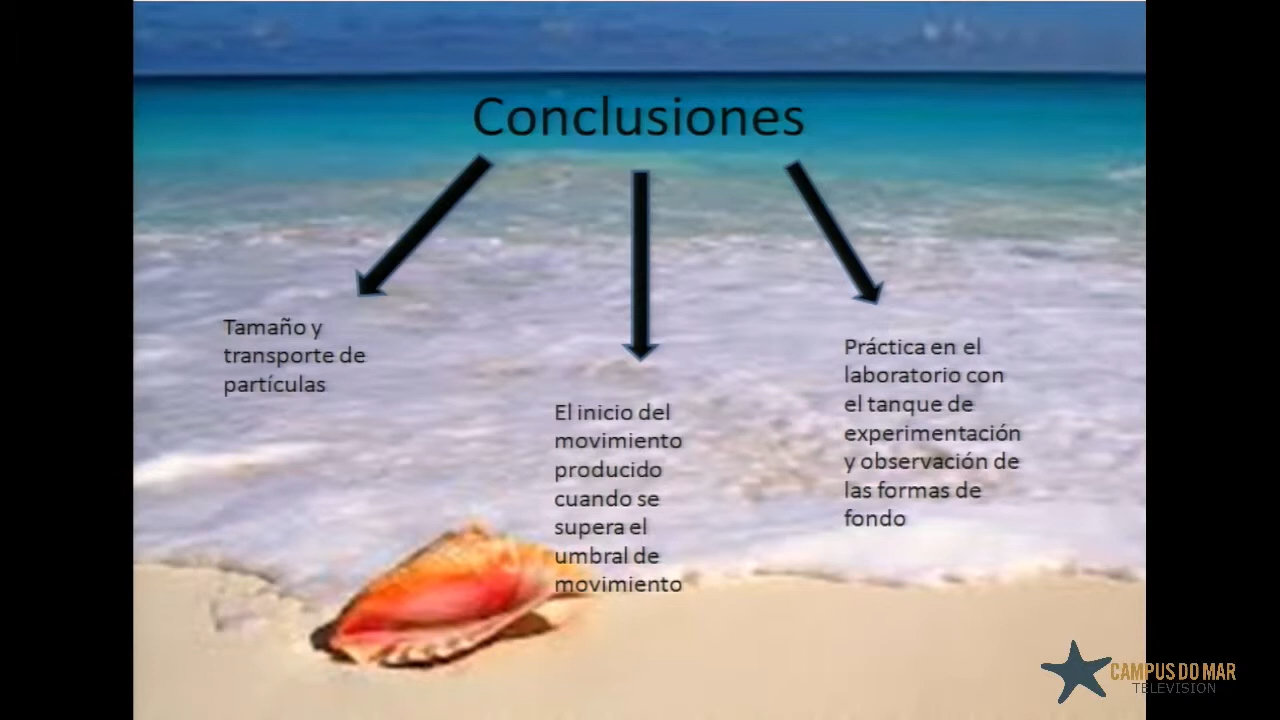 Conclusiones
Tamaño y
transporte de
partículas
El inicio del
movimiento
producido
cuando se
supera el
umbral de
movimiento
Práctica en el
laboratorio con
el tanque de
experimentación
y observación de
las formas de
fondo
CAMPUS DO MAR
TELEVISION